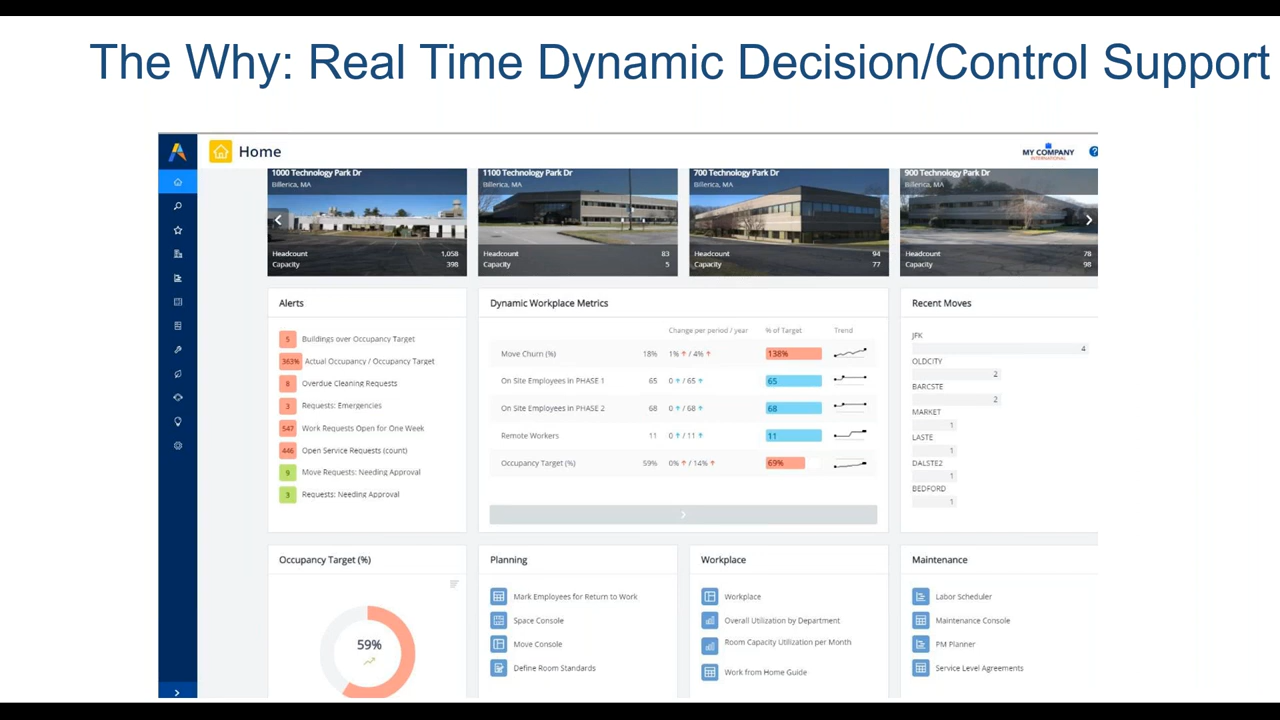 The Why: Real Time Dynamic Decision/Control Support
Home
MY COMPANY
INTERNATIONAL
?
1000 Technology Park Dr
Billerica, MA
Headcount 1,058
Capacity 398
1100 Technology Park Dr
Billerica, MA
Headcount 83
Capacity 5
700 Technology Park Dr
Billerica, MA
Headcount 94
Capacity 77
900 Technology Park Dr
Billerica, MA
Headcount 78
Capacity 98
Alerts
5 Buildings over Occupancy Target
363% Actual Occupancy / Occupancy Target
8 Overdue Cleaning Requests
3 Requests: Emergencies
547 Work Requests Open for One Week
446 Open Service Requests (count)
9 Move Requests: Needing Approval
3 Requests: Needing Approval
Dynamic Workplace Metrics
Change per period / year % of Target Trend
Move Churn (%) 18% 1% ↑ / 4% ↑ 138%
On Site Employees in PHASE 1 65 0 ↑ / 65 ↑ 65
On Site Employees in PHASE 2 68 0 ↑ / 68 ↑ 68
Remote Workers 11 0 ↑ / 11 ↑ 11
Occupancy Target (%) 59% 0% ↑ / 14% ↑ 69%
Recent Moves
JFK
4
OLDCITY
2
BARCSTE
2
MARKET
1
LASTE
1
DALSTE2
1
BEDFORD
1
Occupancy Target (%)
59%
Planning
Mark Employees for Return to Work
Space Console
Move Console
Define Room Standards
Workplace
Workplace
Overall Utilization by Department
Room Capacity Utilization per Month
Work from Home Guide
Maintenance
Labor Scheduler
Maintenance Console
PM Planner
Service Level Agreements